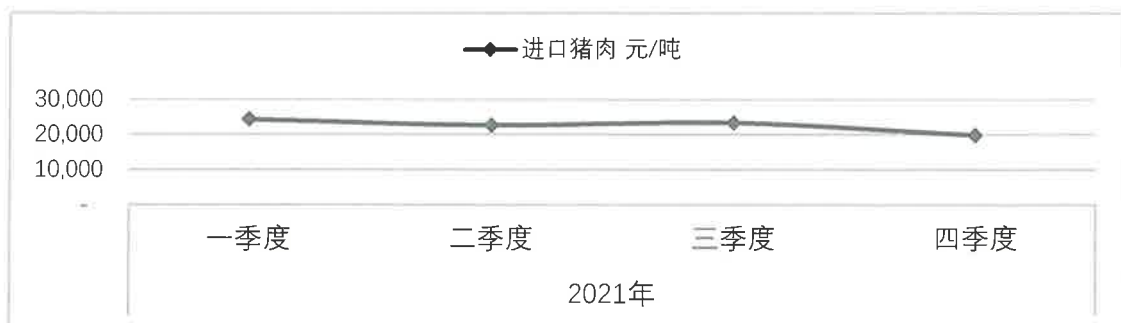 进口猪肉 元/吨
30,000
20,000
10,000
-
一季度 二季度 三季度 四季度
2021年